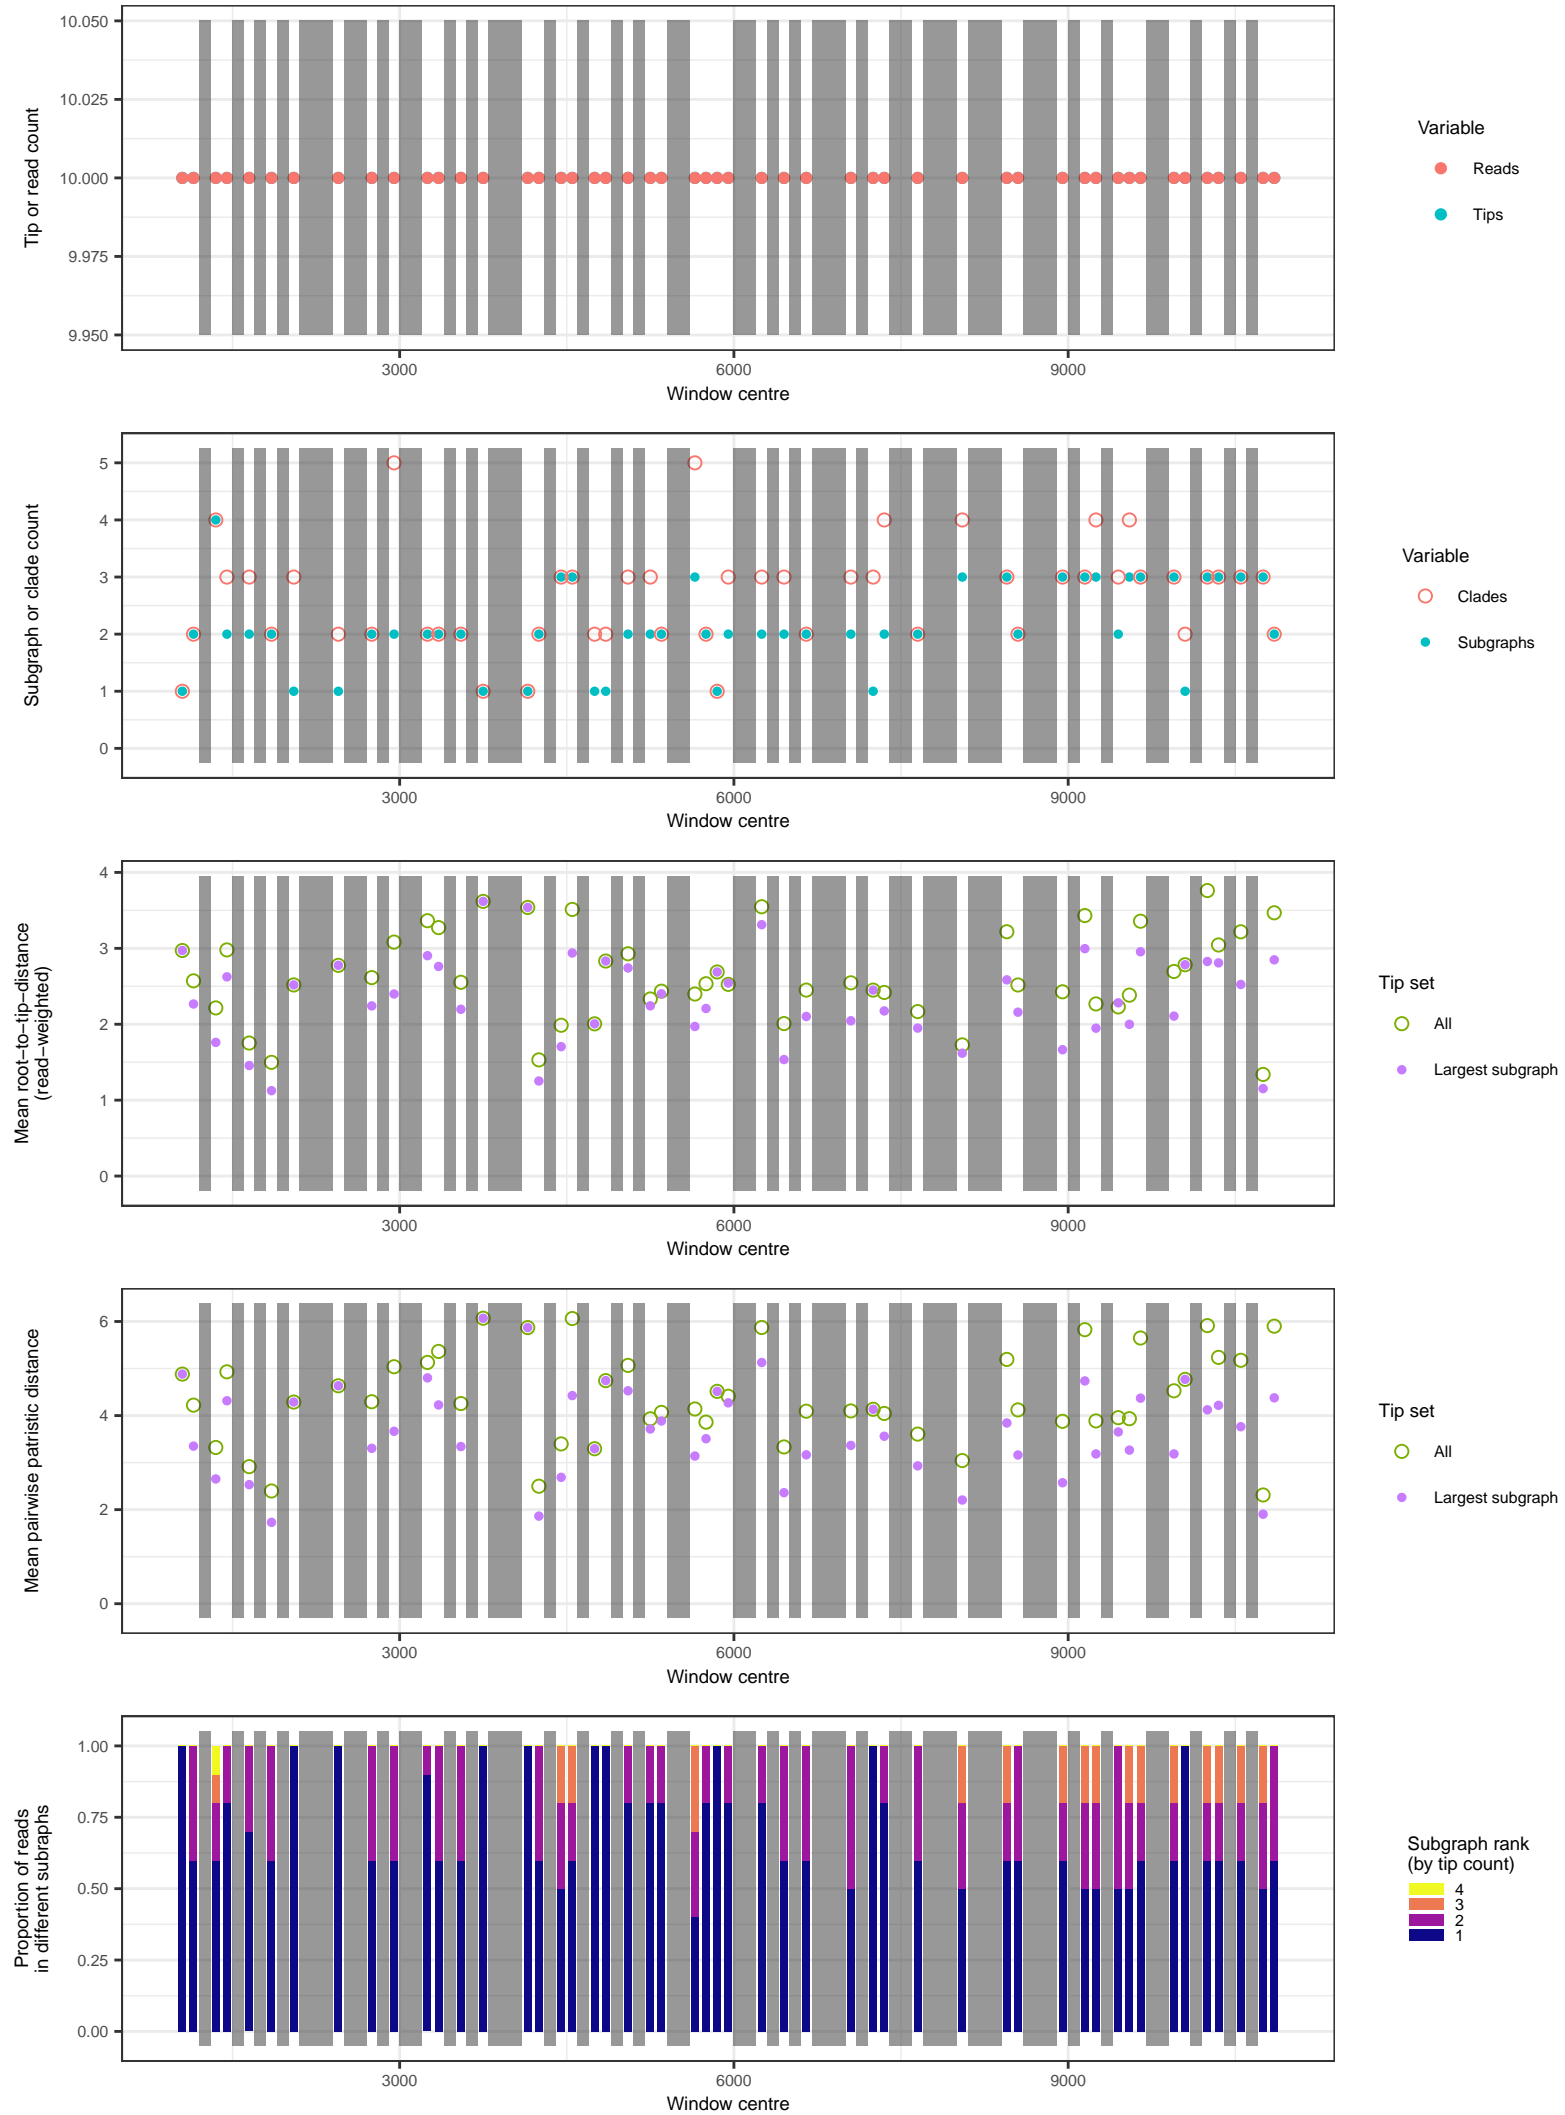 10.050
10.025
10.000
9.975
9.950
Tip or read count
3000 6000 9000
Window centre
Variable
Reads
Tips
5
4
3
2
1
0
Subgraph or clade count
3000 6000 9000
Window centre
Variable
Clades
Subgraphs
4
3
2
1
0
Mean root−to−tip−distance
(read−weighted)
3000 6000 9000
Window centre
Tip set
All
Largest subgraph
6
4
2
0
Mean pairwise patristic distance
3000 6000 9000
Window centre
Tip set
All
Largest subgraph
1.00
0.75
0.50
0.25
0.00
Proportion of reads
in different subraphs
3000 6000 9000
Window centre
Subgraph rank
(by tip count)
4
3
2
1